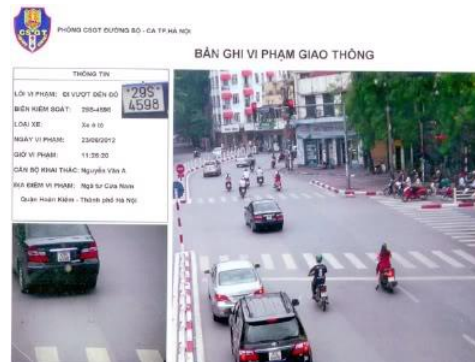 CSGT
PHÒNG CSGT ĐƯỜNG BỘ - CA TP.HÀ NỘI
BẢN GHI VI PHẠM GIAO THÔNG
THÔNG TIN
LỖI VI PHẠM: ĐI VƯỢT ĐÈN ĐỎ
29S
4598
BIỂN KIỂM SOÁT: 29S-4598
LOẠI XE: Xe ô tô
NGÀY VI PHẠM: 23/08/2012
GIỜ VI PHẠM: 11:26:20
CÁN BỘ KHAI THÁC: Nguyễn Văn A
ĐỊA ĐIỂM VI PHẠM: Ngã tư Cửa Nam
Quận Hoàn Kiếm - Thành phố Hà Nội